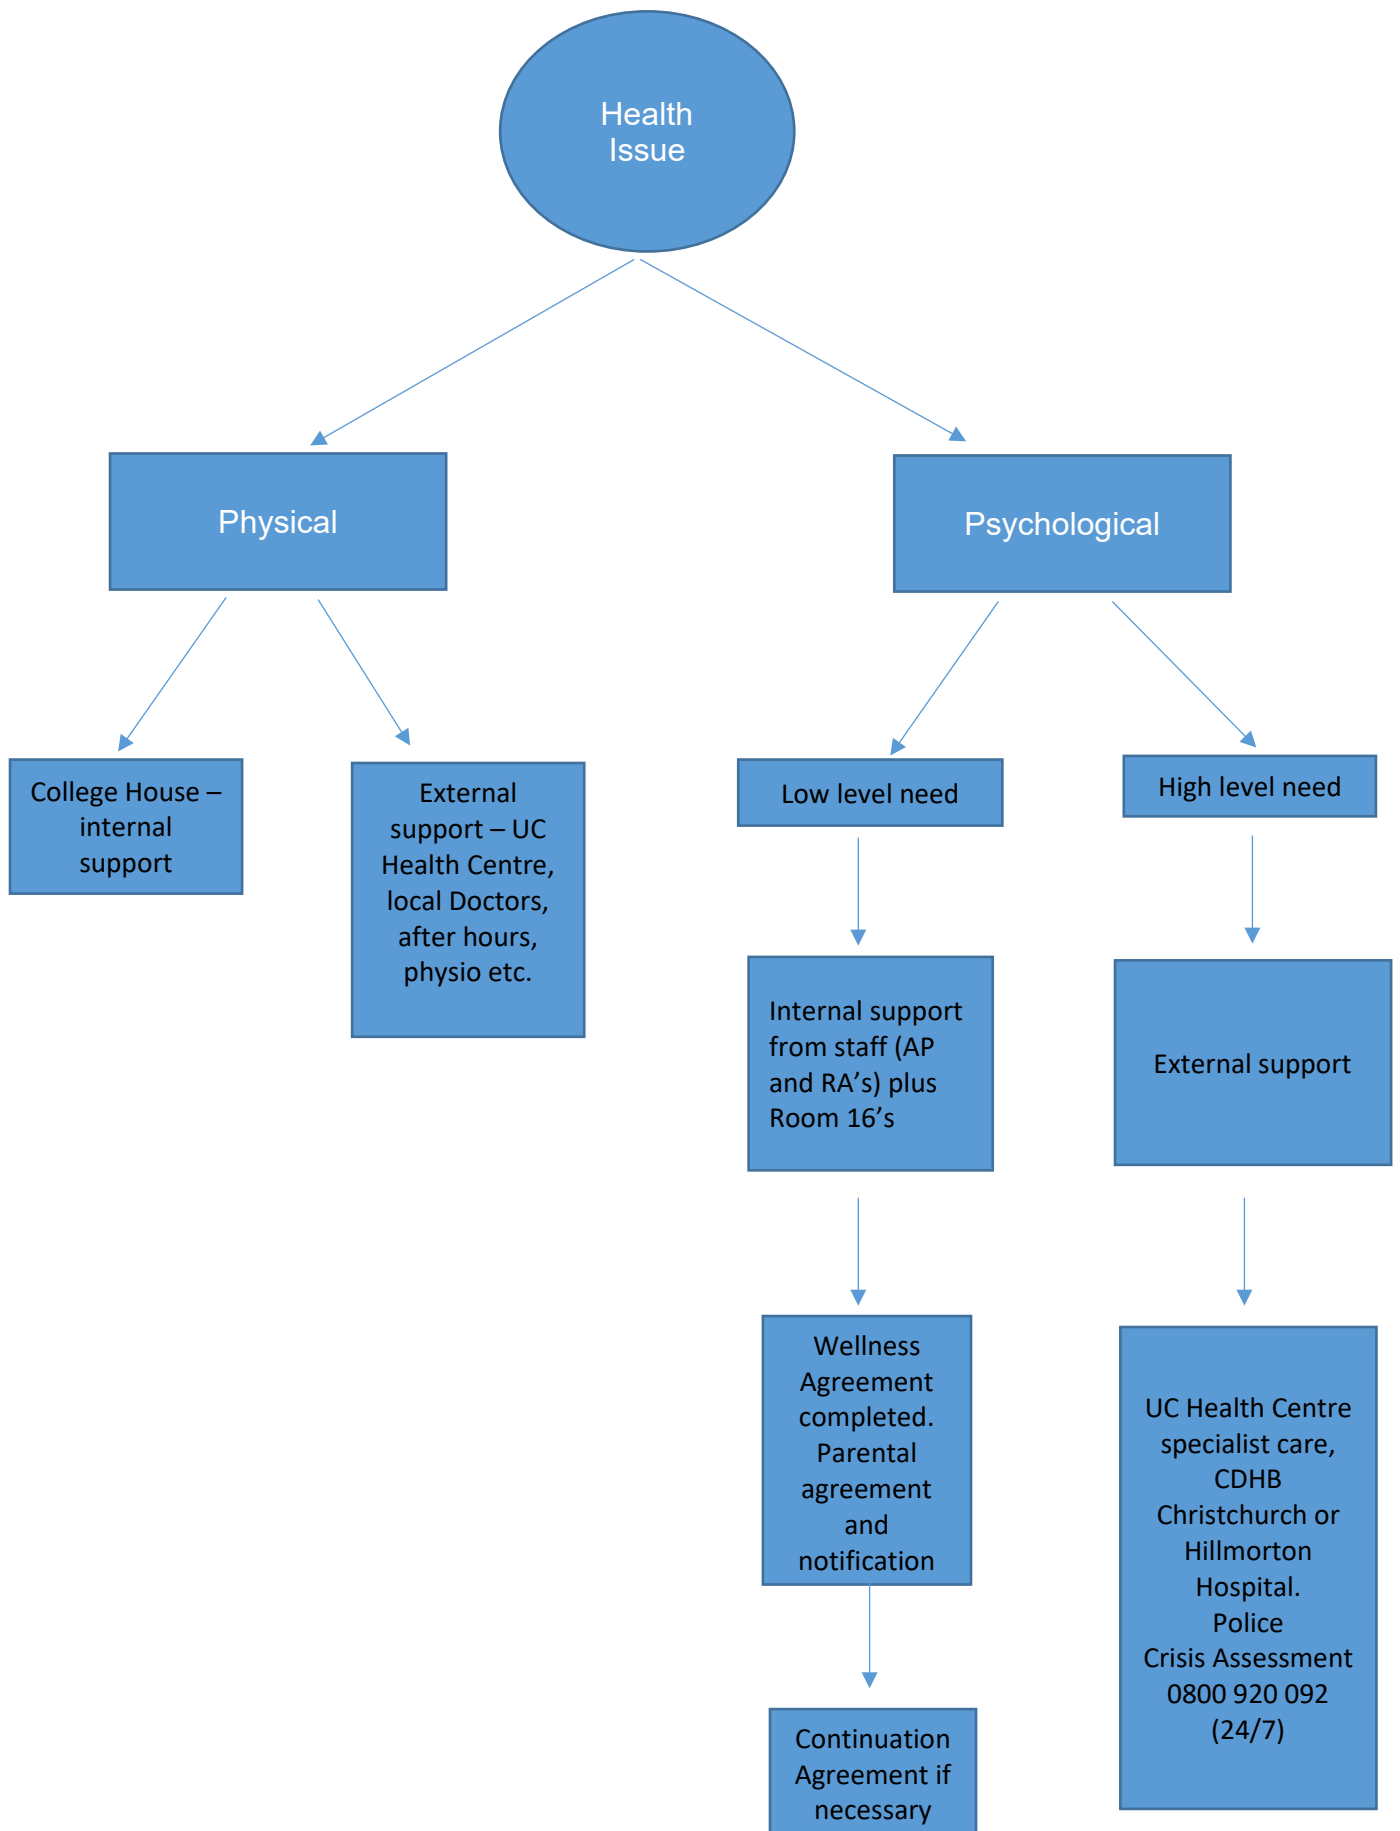 Health
Issue
Physical
Psychological
College House –
internal
support
External
support – UC
Health Centre,
local Doctors,
after hours,
physio etc.
Low level need
High level need
Internal support
from staff (AP
and RA’s) plus
Room 16’s
External support
Wellness
Agreement
completed.
Parental
agreement
and
notification
UC Health Centre
specialist care,
CDHB
Christchurch or
Hillmorton
Hospital.
Police
Crisis Assessment
0800 920 092
(24/7)
Continuation
Agreement if
necessary